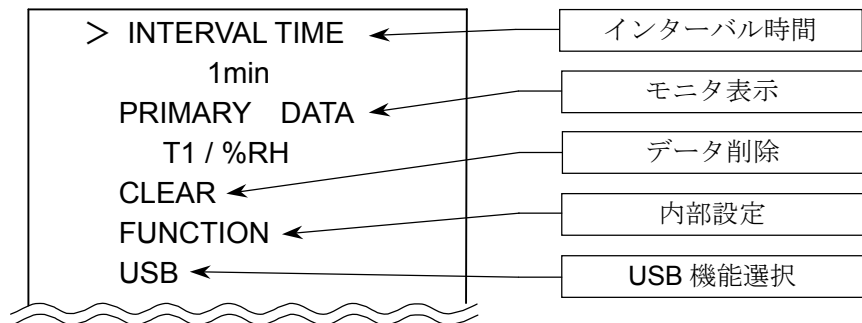 > INTERVAL TIME
インターバル時間
1min
PRIMARY DATA
モニタ表示
T1 / %RH
データ削除
CLEAR
内部設定
FUNCTION
USB
USB 機能選択